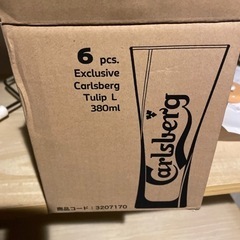 6 pcs.
Exclusive
Carlsberg
Tulip L
380ml
Carlsberg
商品コード：3207170